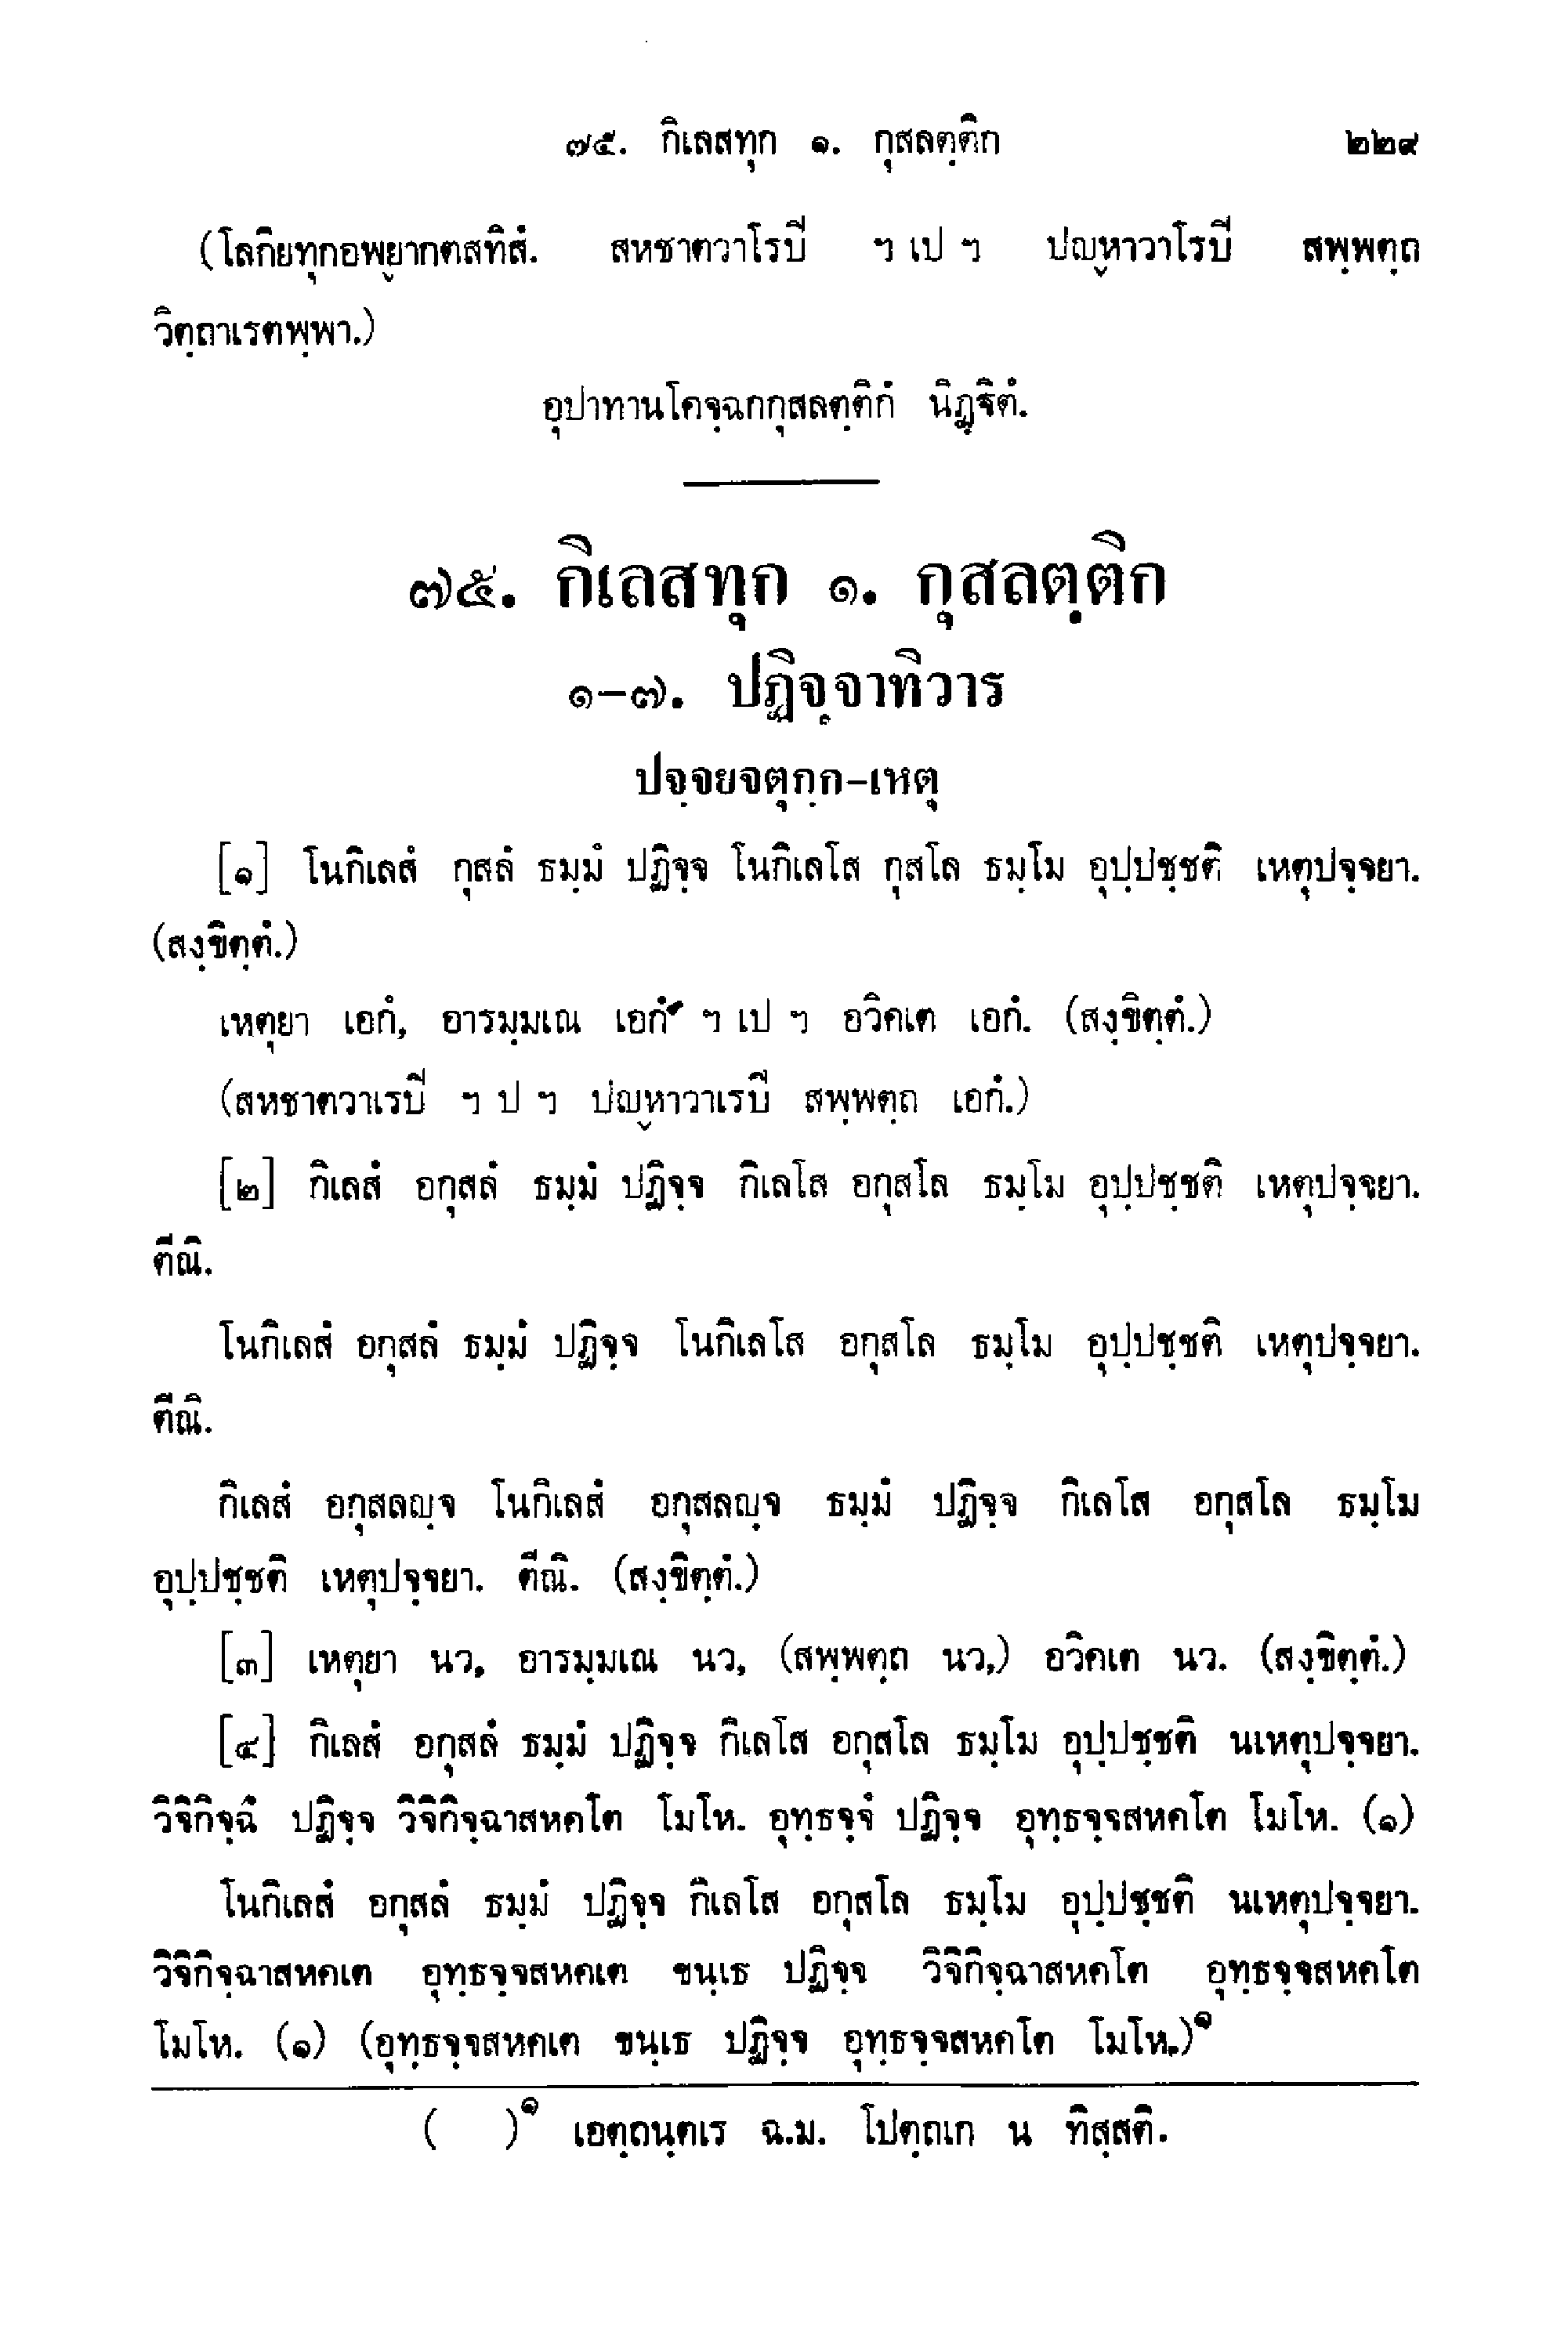 ๗๕. กิเลสทุก ๑. กุสลตฺติก ๒๒๙
(โลกิยทุกอพฺยากตสทิสํ. สหชาตวาโรปี ฯ เป ฯ ปญฺหาวาโรปี สพฺพตฺถ
วิตฺถาเรตพฺพา.)
อุปาทานโคจฺฉกกุสลตฺติกํ นิฏฺฐิตํ.
๗๕. กิเลสทุก ๑. กุสลตฺติก
๑-๗. ปฏิจฺจาทิวาร
ปจฺจยจตุกฺก-เหตุ
[๑] โนกิเลสํ กุสลํ ธมฺมํ ปฏิจฺจ โนกิเลโส กุสโล ธมฺโม อุปฺปชฺชติ เหตุปจฺจยา.
(สงฺขิตฺตํ.)
เหตุยา เอกํ, อารมฺมเณ เอกํ ฯ เป ฯ อวิคเต เอกํ. (สงฺขิตฺตํ.)
(สหชาตวาเรปี ฯ ป ฯ ปญฺหาวาเรปี สพฺพตฺถ เอกํ.)
[๒] กิเลสํ อกุสลํ ธมฺมํ ปฏิจฺจ กิเลโส อกุสโล ธมฺโม อุปฺปชฺชติ เหตุปจฺจยา.
ตีณิ.
โนกิเลสํ อกุสลํ ธมฺมํ ปฏิจฺจ โนกิเลโส อกุสโล ธมฺโม อุปฺปชฺชติ เหตุปจฺจยา.
ตีณิ.
กิเลสํ อกุสลญฺจ โนกิเลสํ อกุสลญฺจ ธมฺมํ ปฏิจฺจ กิเลโส อกุสโล ธมฺโม
อุปฺปชฺชติ เหตุปจฺจยา. ตีณิ. (สงฺขิตฺตํ.)
[๓] เหตุยา นว, อารมฺมเณ นว, (สพฺพตฺถ นว,) อวิคเต นว. (สงฺขิตฺตํ.)
[๔] กิเลสํ อกุสลํ ธมฺมํ ปฏิจฺจ กิเลโส อกุสโล ธมฺโม อุปฺปชฺชติ นเหตุปจฺจยา.
วิจิกิจฺฉํ ปฏิจฺจ วิจิกิจฺฉาสหคโต โมโห. อุทฺธจฺจํ ปฏิจฺจ อุทฺธจฺจสหคโต โมโห. (๑)
โนกิเลสํ อกุสลํ ธมฺมํ ปฏิจฺจ กิเลโส อกุสโล ธมฺโม อุปฺปชฺชติ นเหตุปจฺจยา.
วิจิกิจฺฉาสหคเต อุทฺธจฺจสหคเต ขนฺเธ ปฏิจฺจ วิจิกิจฺฉาสหคโต อุทฺธจฺจสหคโต
โมโห. (๑) (อุทฺธจฺจสหคเต ขนฺเธ ปฏิจฺจ อุทฺธจฺจสหคโต โมโห.)๑
( )๑ เอตฺถนฺตเร ฉ.ม. โปตฺถเก น ทิสฺสติ.